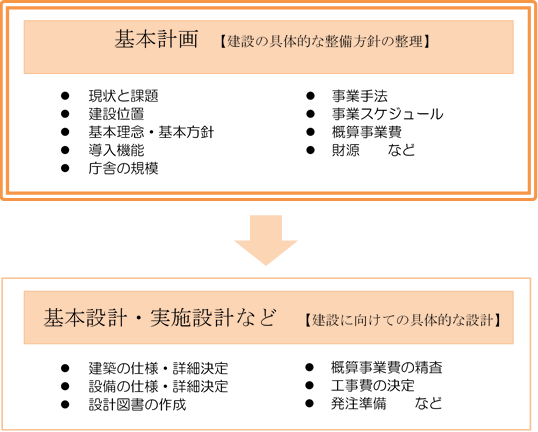 基本計画 【建設の具体的な整備方針の整理】
● 現状と課題
● 建設位置
● 基本理念・基本方針
● 導入機能
● 庁舎の規模
● 事業手法
● 事業スケジュール
● 概算事業費
● 財源　　など
基本設計・実施設計など 【建設に向けての具体的な設計】
● 建築の仕様・詳細決定
● 設備の仕様・詳細決定
● 設計図書の作成
● 概算事業費の精査
● 工事費の決定
● 発注準備　　など